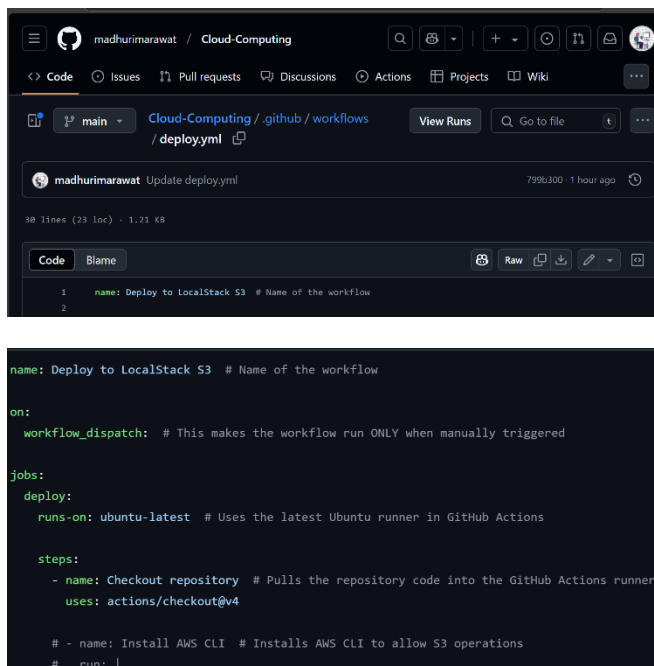 madhurimarawat / Cloud-Computing
Code Issues Pull requests Discussions Actions Projects Wiki
main Cloud-Computing / .github / workflows View Runs Go to file t
/ deploy.yml
madhurimarawat Update deploy.yml 799b300 · 1 hour ago
30 lines (23 loc) · 1.21 KB
Code Blame Raw
1 name: Deploy to LocalStack S3 # Name of the workflow
2
name: Deploy to LocalStack S3 # Name of the workflow
on:
workflow_dispatch: # This makes the workflow run ONLY when manually triggered
jobs:
deploy:
runs-on: ubuntu-latest # Uses the latest Ubuntu runner in GitHub Actions
steps:
- name: Checkout repository # Pulls the repository code into the GitHub Actions runner
uses: actions/checkout@v4
# - name: Install AWS CLI # Installs AWS CLI to allow S3 operations
# run: |